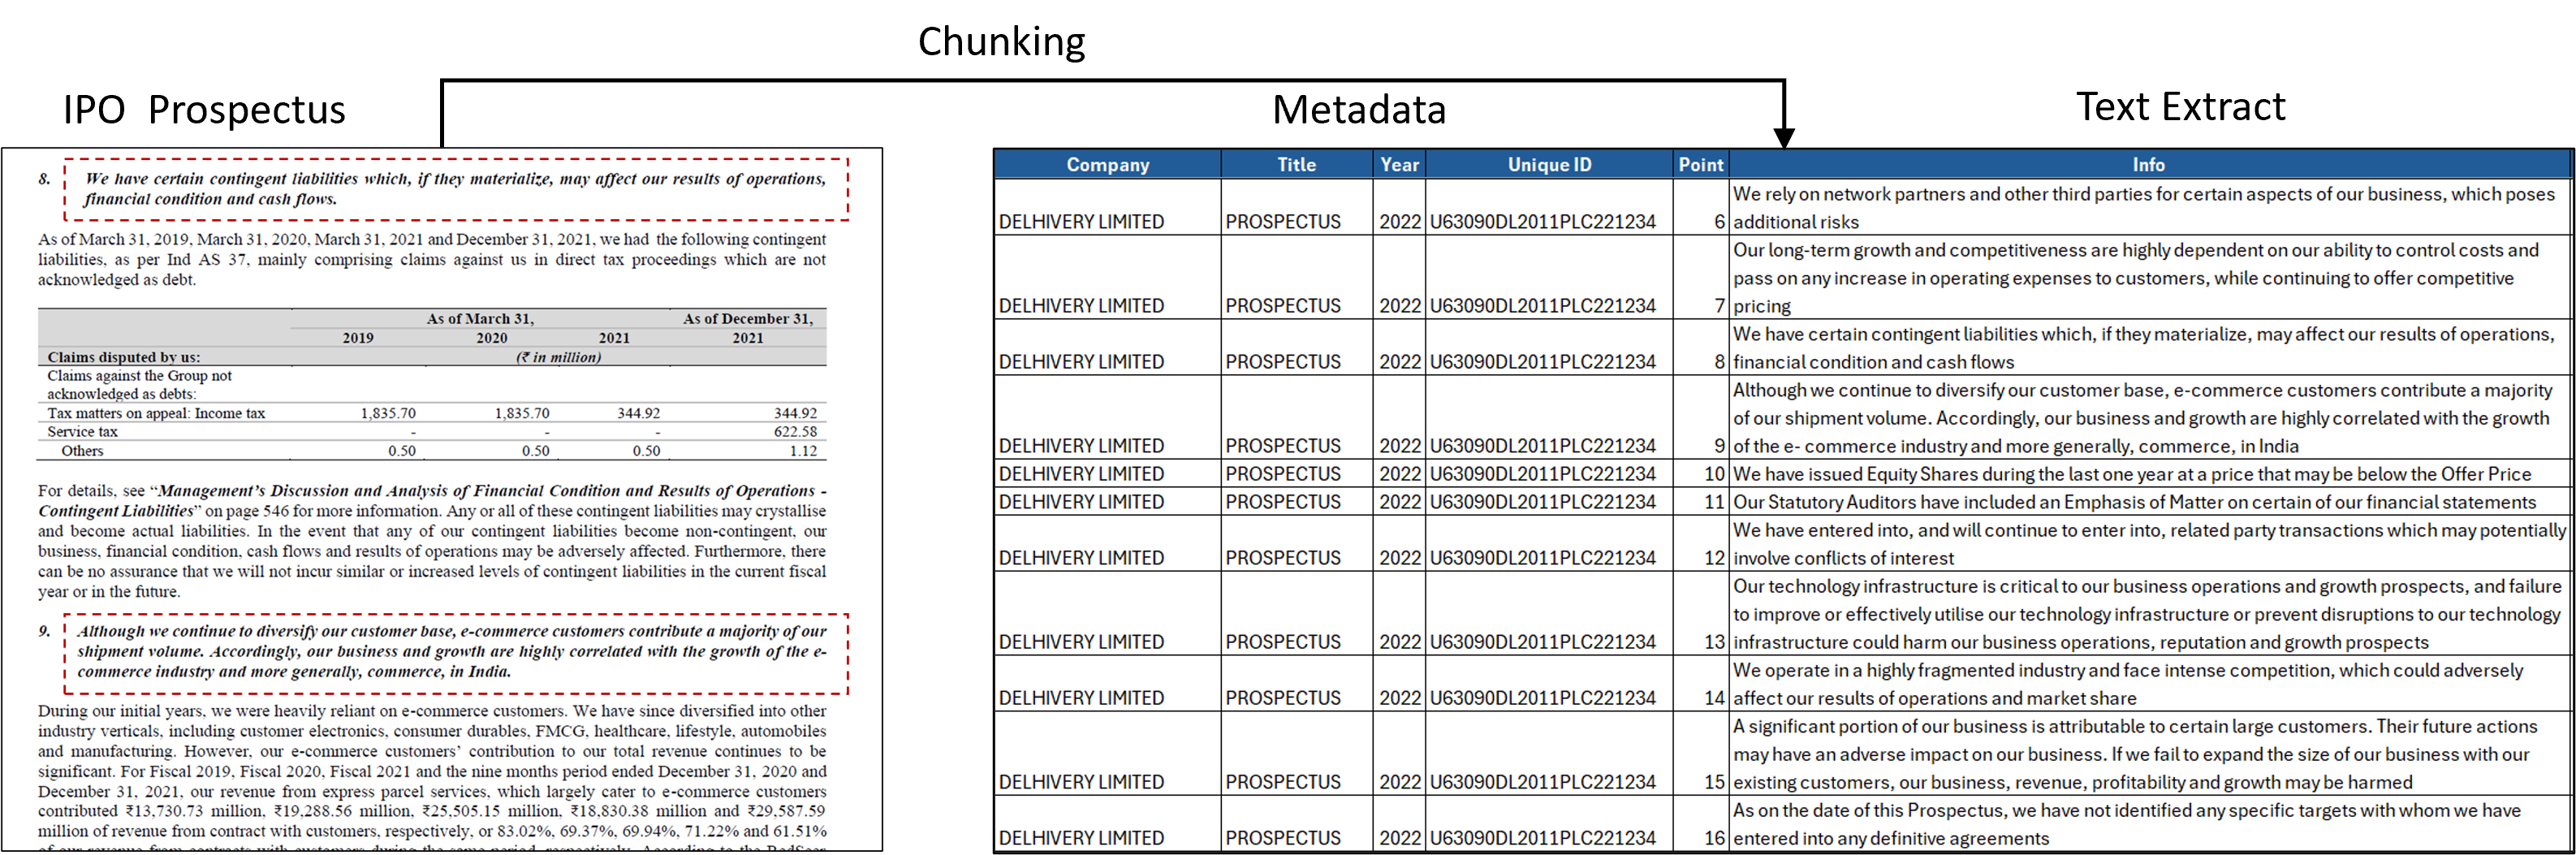 Chunking
IPO Prospectus
Metadata
Text Extract
8. We have certain contingent liabilities which, if they materialize, may affect our results of operations,
financial condition and cash flows.
As of March 31, 2019, March 31, 2020, March 31, 2021 and December 31, 2021, we had the following contingent
liabilities, as per Ind AS 37, mainly comprising claims against us in direct tax proceedings which are not
acknowledged as debt.
As of March 31, As of December 31,
2019 2020 2021 2021
Claims disputed by us: (₹ in million)
Claims against the Group not
acknowledged as debts:
Tax matters on appeal: Income tax 1,835.70 1,835.70 344.92 344.92
Service tax - - - 622.58
Others 0.50 0.50 0.50 1.12
For details, see “Management’s Discussion and Analysis of Financial Condition and Results of Operations -
Contingent Liabilities” on page 546 for more information. Any or all of these contingent liabilities may crystallise
and become actual liabilities. In the event that any of our contingent liabilities become non-contingent, our
business, financial condition, cash flows and results of operations may be adversely affected. Furthermore, there
can be no assurance that we will not incur similar or increased levels of contingent liabilities in the current fiscal
year or in the future.
9. Although we continue to diversify our customer base, e-commerce customers contribute a majority of our
shipment volume. Accordingly, our business and growth are highly correlated with the growth of the e-
commerce industry and more generally, commerce, in India.
During our initial years, we were heavily reliant on e-commerce customers. We have since diversified into other
industry verticals, including customer electronics, consumer durables, FMCG, healthcare, lifestyle, automobiles
and manufacturing. However, our e-commerce customers’ contribution to our total revenue continues to be
significant. For Fiscal 2019, Fiscal 2020, Fiscal 2021 and the nine months period ended December 31, 2020 and
December 31, 2021, our revenue from express parcel services, which largely cater to e-commerce customers
contributed ₹13,730.73 million, ₹19,288.56 million, ₹25,505.15 million, ₹18,830.38 million and ₹29,587.59
million of revenue from contract with customers, respectively, or 83.02%, 69.37%, 69.94%, 71.22% and 61.51%
Company Title Year Unique ID Point Info
We rely on network partners and other third parties for certain aspects of our business, which poses
DELHIVERY LIMITED PROSPECTUS 2022 U63090DL2011PLC221234 6 additional risks
Our long-term growth and competitiveness are highly dependent on our ability to control costs and
pass on any increase in operating expenses to customers, while continuing to offer competitive
DELHIVERY LIMITED PROSPECTUS 2022 U63090DL2011PLC221234 7 pricing
We have certain contingent liabilities which, if they materialize, may affect our results of operations,
DELHIVERY LIMITED PROSPECTUS 2022 U63090DL2011PLC221234 8 financial condition and cash flows
Although we continue to diversify our customer base, e-commerce customers contribute a majority
of our shipment volume. Accordingly, our business and growth are highly correlated with the growth
DELHIVERY LIMITED PROSPECTUS 2022 U63090DL2011PLC221234 9 of the e- commerce industry and more generally, commerce, in India
DELHIVERY LIMITED PROSPECTUS 2022 U63090DL2011PLC221234 10 We have issued Equity Shares during the last one year at a price that may be below the Offer Price
DELHIVERY LIMITED PROSPECTUS 2022 U63090DL2011PLC221234 11 Our Statutory Auditors have included an Emphasis of Matter on certain of our financial statements
We have entered into, and will continue to enter into, related party transactions which may potentially
DELHIVERY LIMITED PROSPECTUS 2022 U63090DL2011PLC221234 12 involve conflicts of interest
Our technology infrastructure is critical to our business operations and growth prospects, and failure
to improve or effectively utilise our technology infrastructure or prevent disruptions to our technology
DELHIVERY LIMITED PROSPECTUS 2022 U63090DL2011PLC221234 13 infrastructure could harm our business operations, reputation and growth prospects
We operate in a highly fragmented industry and face intense competition, which could adversely
DELHIVERY LIMITED PROSPECTUS 2022 U63090DL2011PLC221234 14 affect our results of operations and market share
A significant portion of our business is attributable to certain large customers. Their future actions
may have an adverse impact on our business. If we fail to expand the size of our business with our
DELHIVERY LIMITED PROSPECTUS 2022 U63090DL2011PLC221234 15 existing customers, our business, revenue, profitability and growth may be harmed
As on the date of this Prospectus, we have not identified any specific targets with whom we have
DELHIVERY LIMITED PROSPECTUS 2022 U63090DL2011PLC221234 16 entered into any definitive agreements